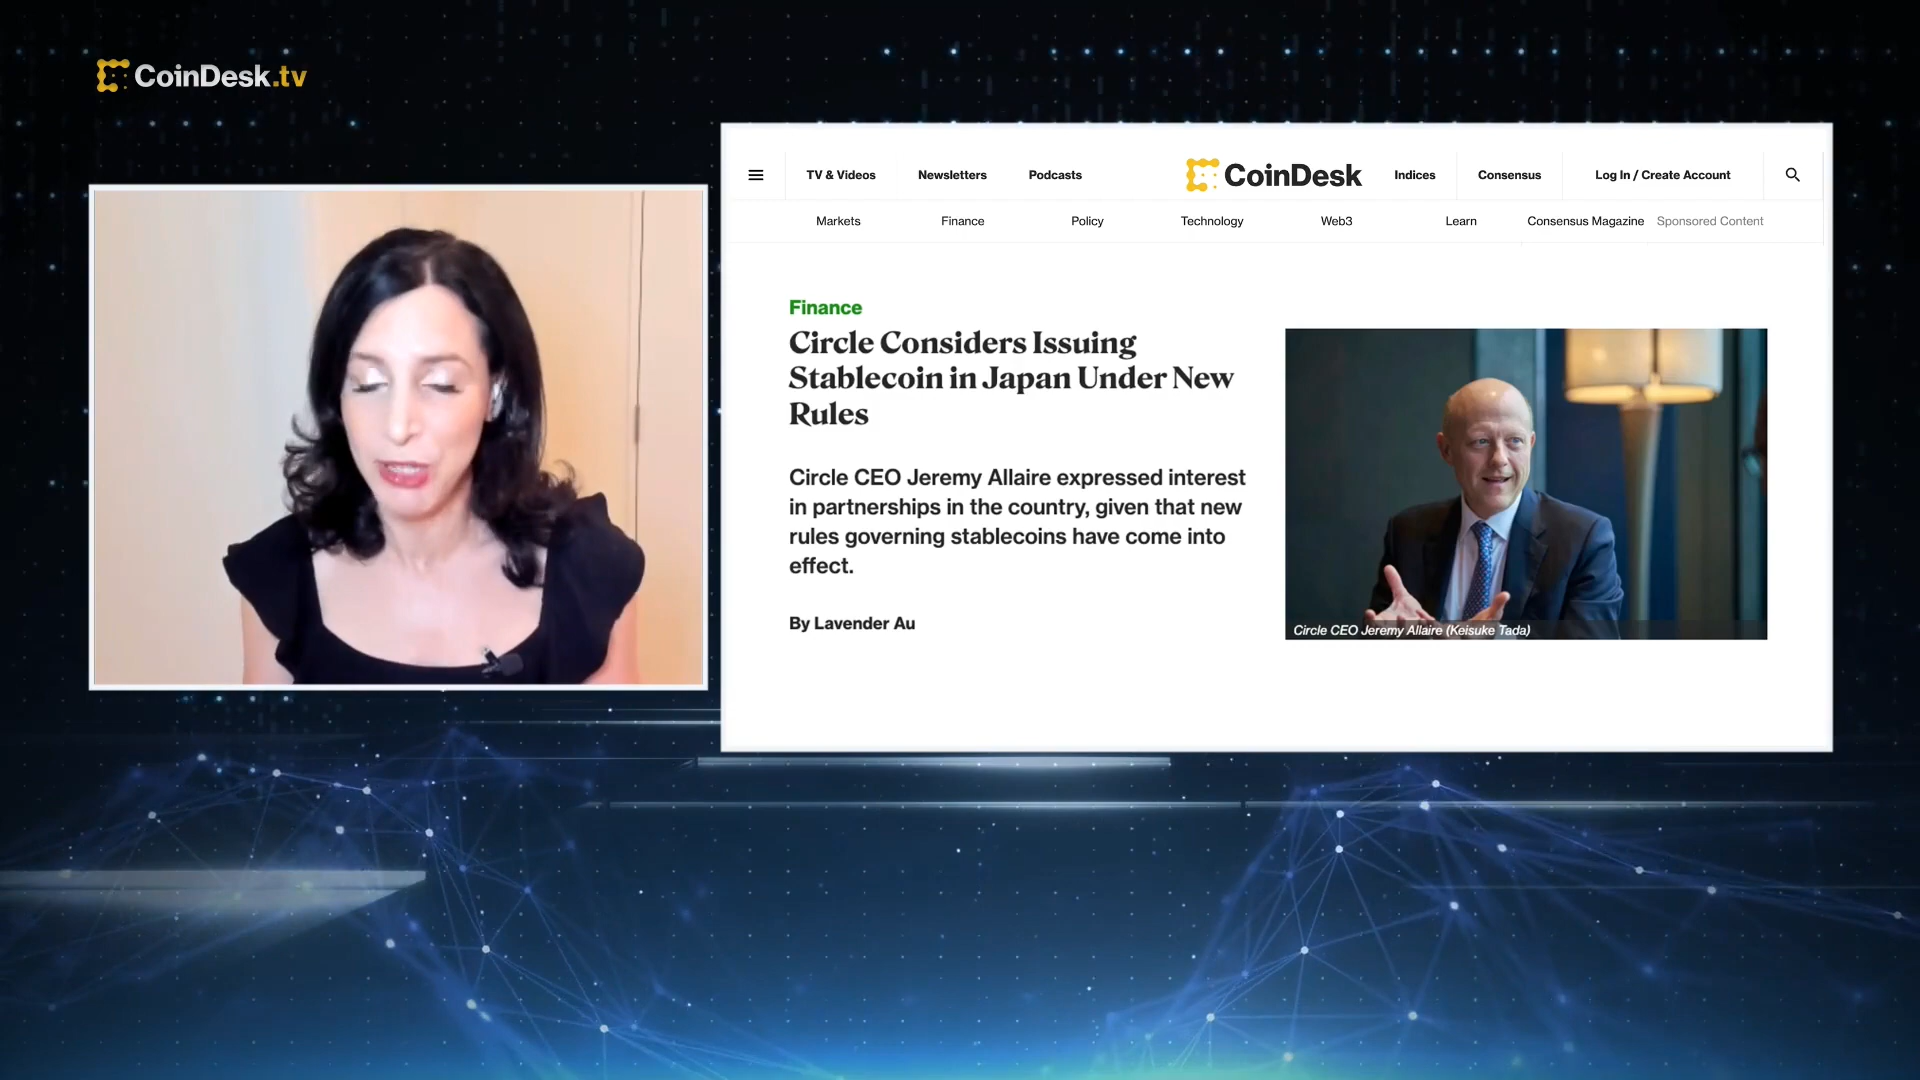 CoinDesk.tv
TV & Videos
Newsletters
Podcasts
CoinDesk
Indices
Consensus
Log In / Create Account
Markets
Finance
Policy
Technology
Web3
Learn
Consensus Magazine
Sponsored Content
Finance
Circle Considers Issuing
Stablecoin in Japan Under New
Rules
Circle CEO Jeremy Allaire expressed interest
in partnerships in the country, given that new
rules governing stablecoins have come into
effect.
By Lavender Au
Circle CEO Jeremy Allaire (Keisuke Tada)